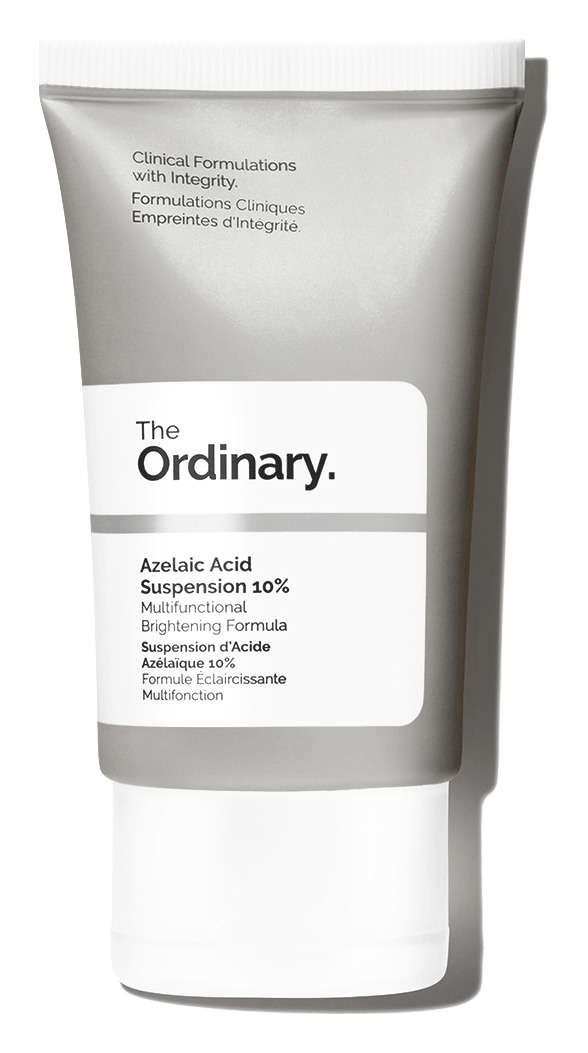 Clinical Formulations
with Integrity.
Formulations Cliniques
Empreintes d'Intégrité.
The
Ordinary.
Azelaic Acid
Suspension 10%
Multifunctional
Brightening Formula
Suspension d'Acide
Azélaïque 10%
Formule Éclaircissante
Multifonction